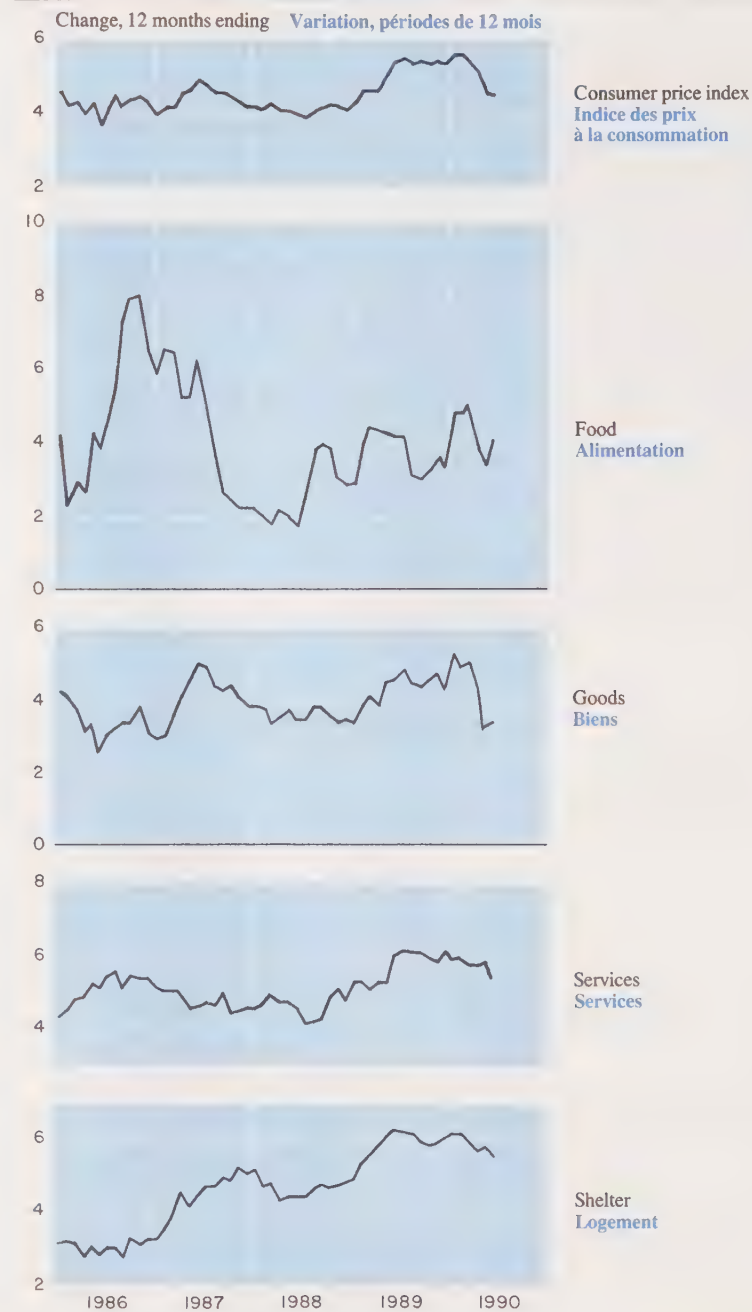 Change, 12 months ending Variation, périodes de 12 mois
6
4
2
Consumer price index
Indice des prix
à la consommation
10
8
6
4
2
0
Food
Alimentation
6
4
2
0
Goods
Biens
8
6
4
Services
Services
6
4
2
Shelter
Logement
1986 1987 1988 1989 1990